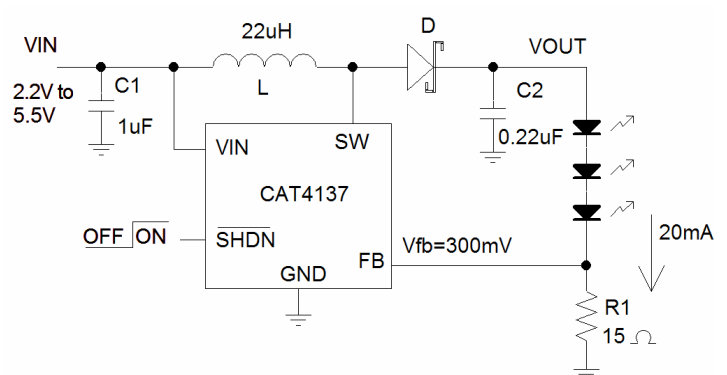 22uH
D
VIN
VOUT
L
C1
C2
2.2V to
5.5V
1uF
0.22uF
VIN
SW
CAT4137
OFF ON
SHDN
FB
Vfb=300mV
20mA
GND
R1
15 Ω